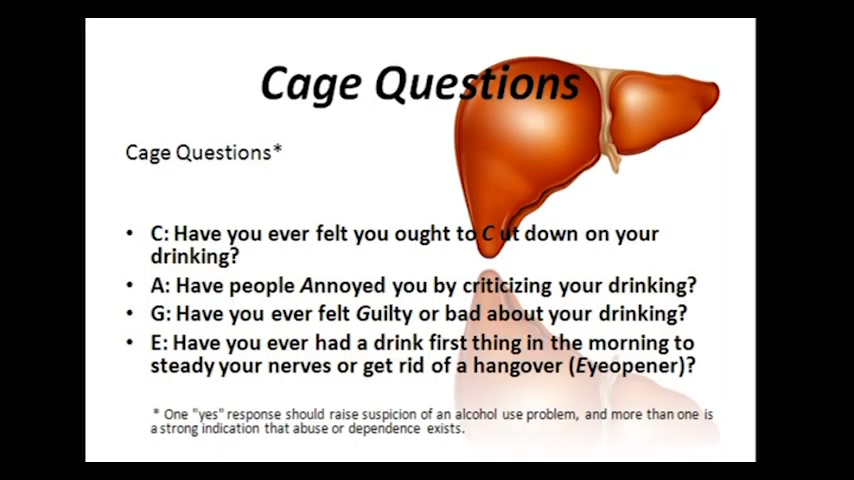 Cage Questions
Cage Questions*
• C: Have you ever felt you ought to C ut down on your
drinking?
• A: Have people Annoyed you by criticizing your drinking?
• G: Have you ever felt Guilty or bad about your drinking?
• E: Have you ever had a drink first thing in the morning to
steady your nerves or get rid of a hangover (Eyeopener)?
* One "yes" response should raise suspicion of an alcohol use problem, and more than one is
a strong indication that abuse or dependence exists.